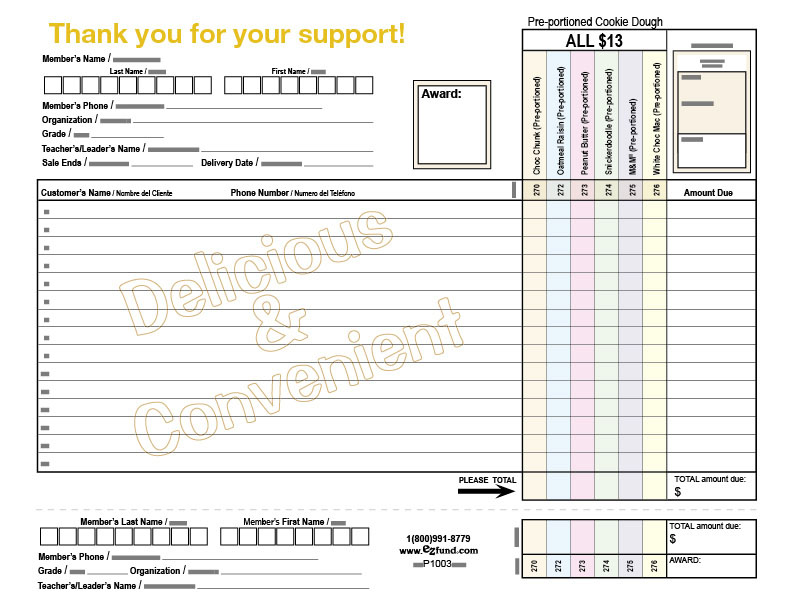 Thank you for your support!
Pre-portioned Cookie Dough
ALL $13
Member's Name /
Last Name /
First Name /
Member's Phone /
Organization /
Grade /
Teacher's/Leader's Name /
Sale Ends /
Delivery Date /
Award:
Choc Chunk (Pre-portioned)
Oatmeal Raisin (Pre-portioned)
Peanut Butter (Pre-portioned)
Snickerdoodle (Pre-portioned)
M&M® (Pre-portioned)
White Choc Mac (Pre-portioned)
Customer's Name / Nombre del Cliente
Phone Number / Numero del Teléfono
270 272 273 274 275 276
Amount Due
Delicious
&
Convenient
PLEASE TOTAL
TOTAL amount due:
$
Member's Last Name /
Member's First Name /
Member's Phone /
Grade /
Organization /
Teacher's/Leader's Name /
1(800)991-8779
www.ezfund.com
P1003
TOTAL amount due:
$
270 272 273 274 275 276
AWARD: